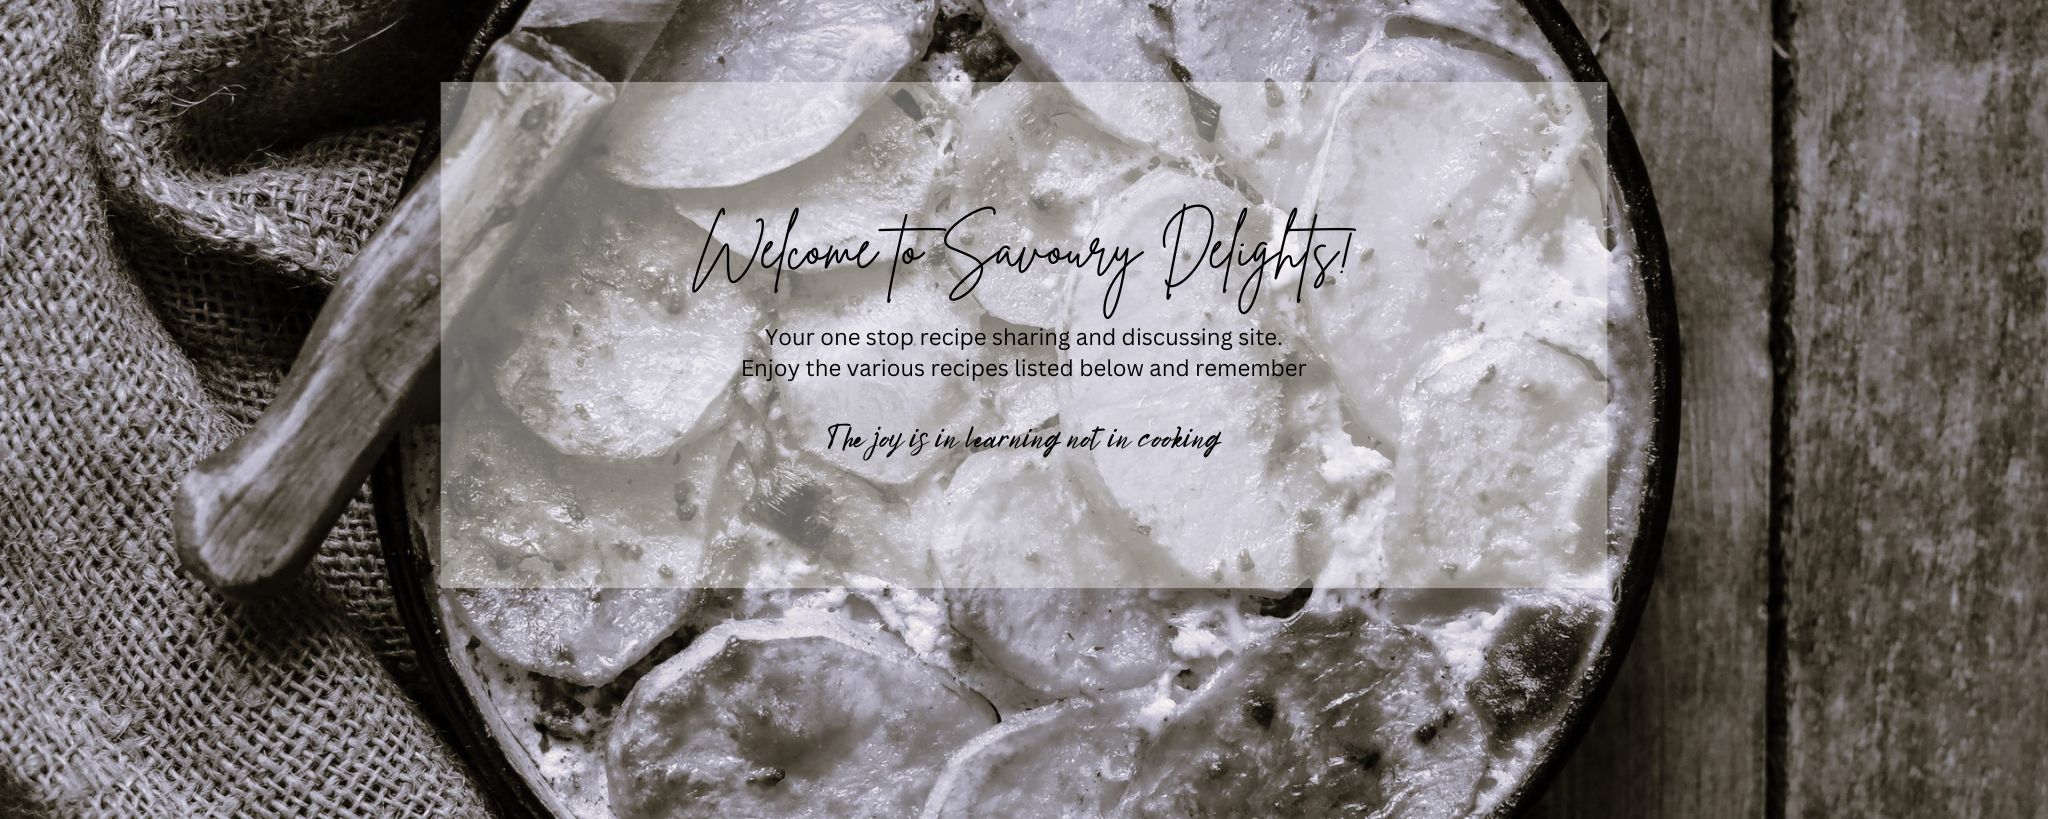 Welcome to Savoury Delights!
Your one stop recipe sharing and discussing site.
Enjoy the various recipes listed below and remember
The joy is in learning not in cooking